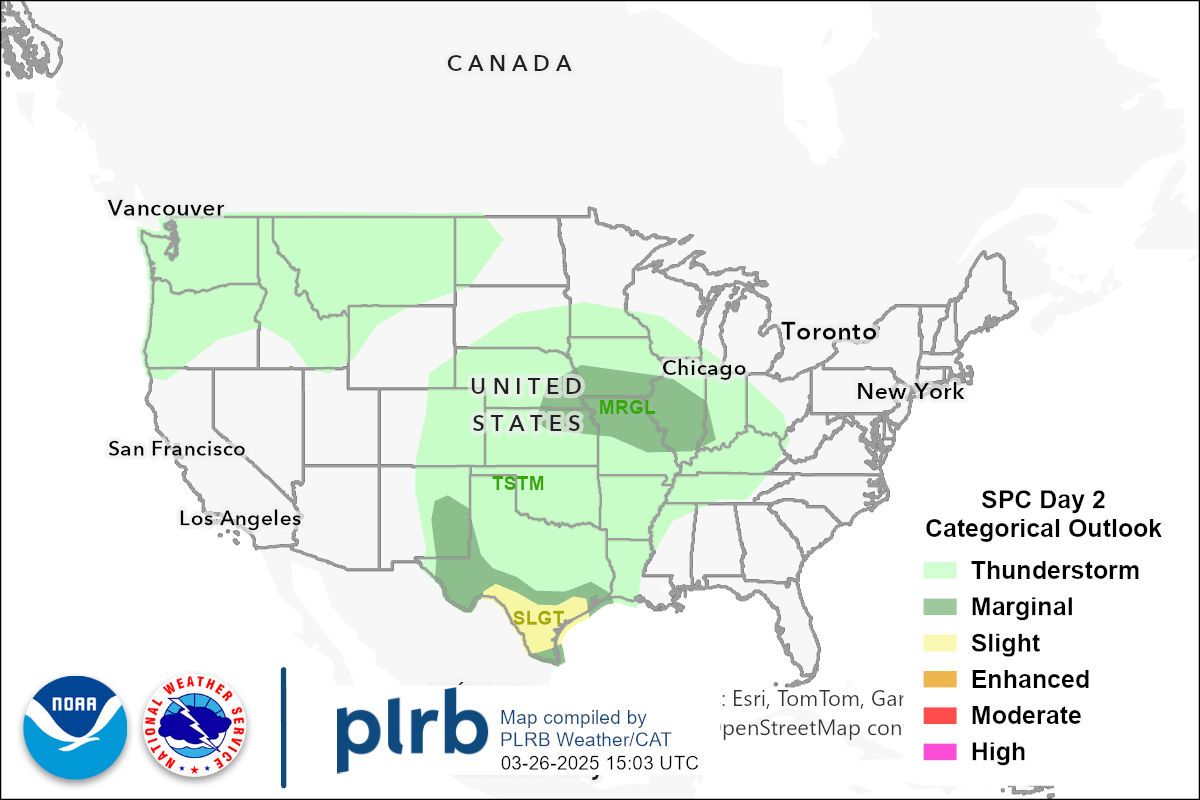 CANADA
Vancouver
Toronto
Chicago
UNITED
New York
MRGL
STATES
San Francisco
TSTM
Los Angeles
SLGT
SPC Day 2
Categorical Outlook
Thunderstorm
Marginal
Slight
Enhanced
Moderate
High
NOAA
NATIONAL WEATHER SERVICE
plrb
Map compiled by
PLRB Weather/CAT
03-26-2025 15:03 UTC
: Esri, TomTom, Gar
penStreetMap con